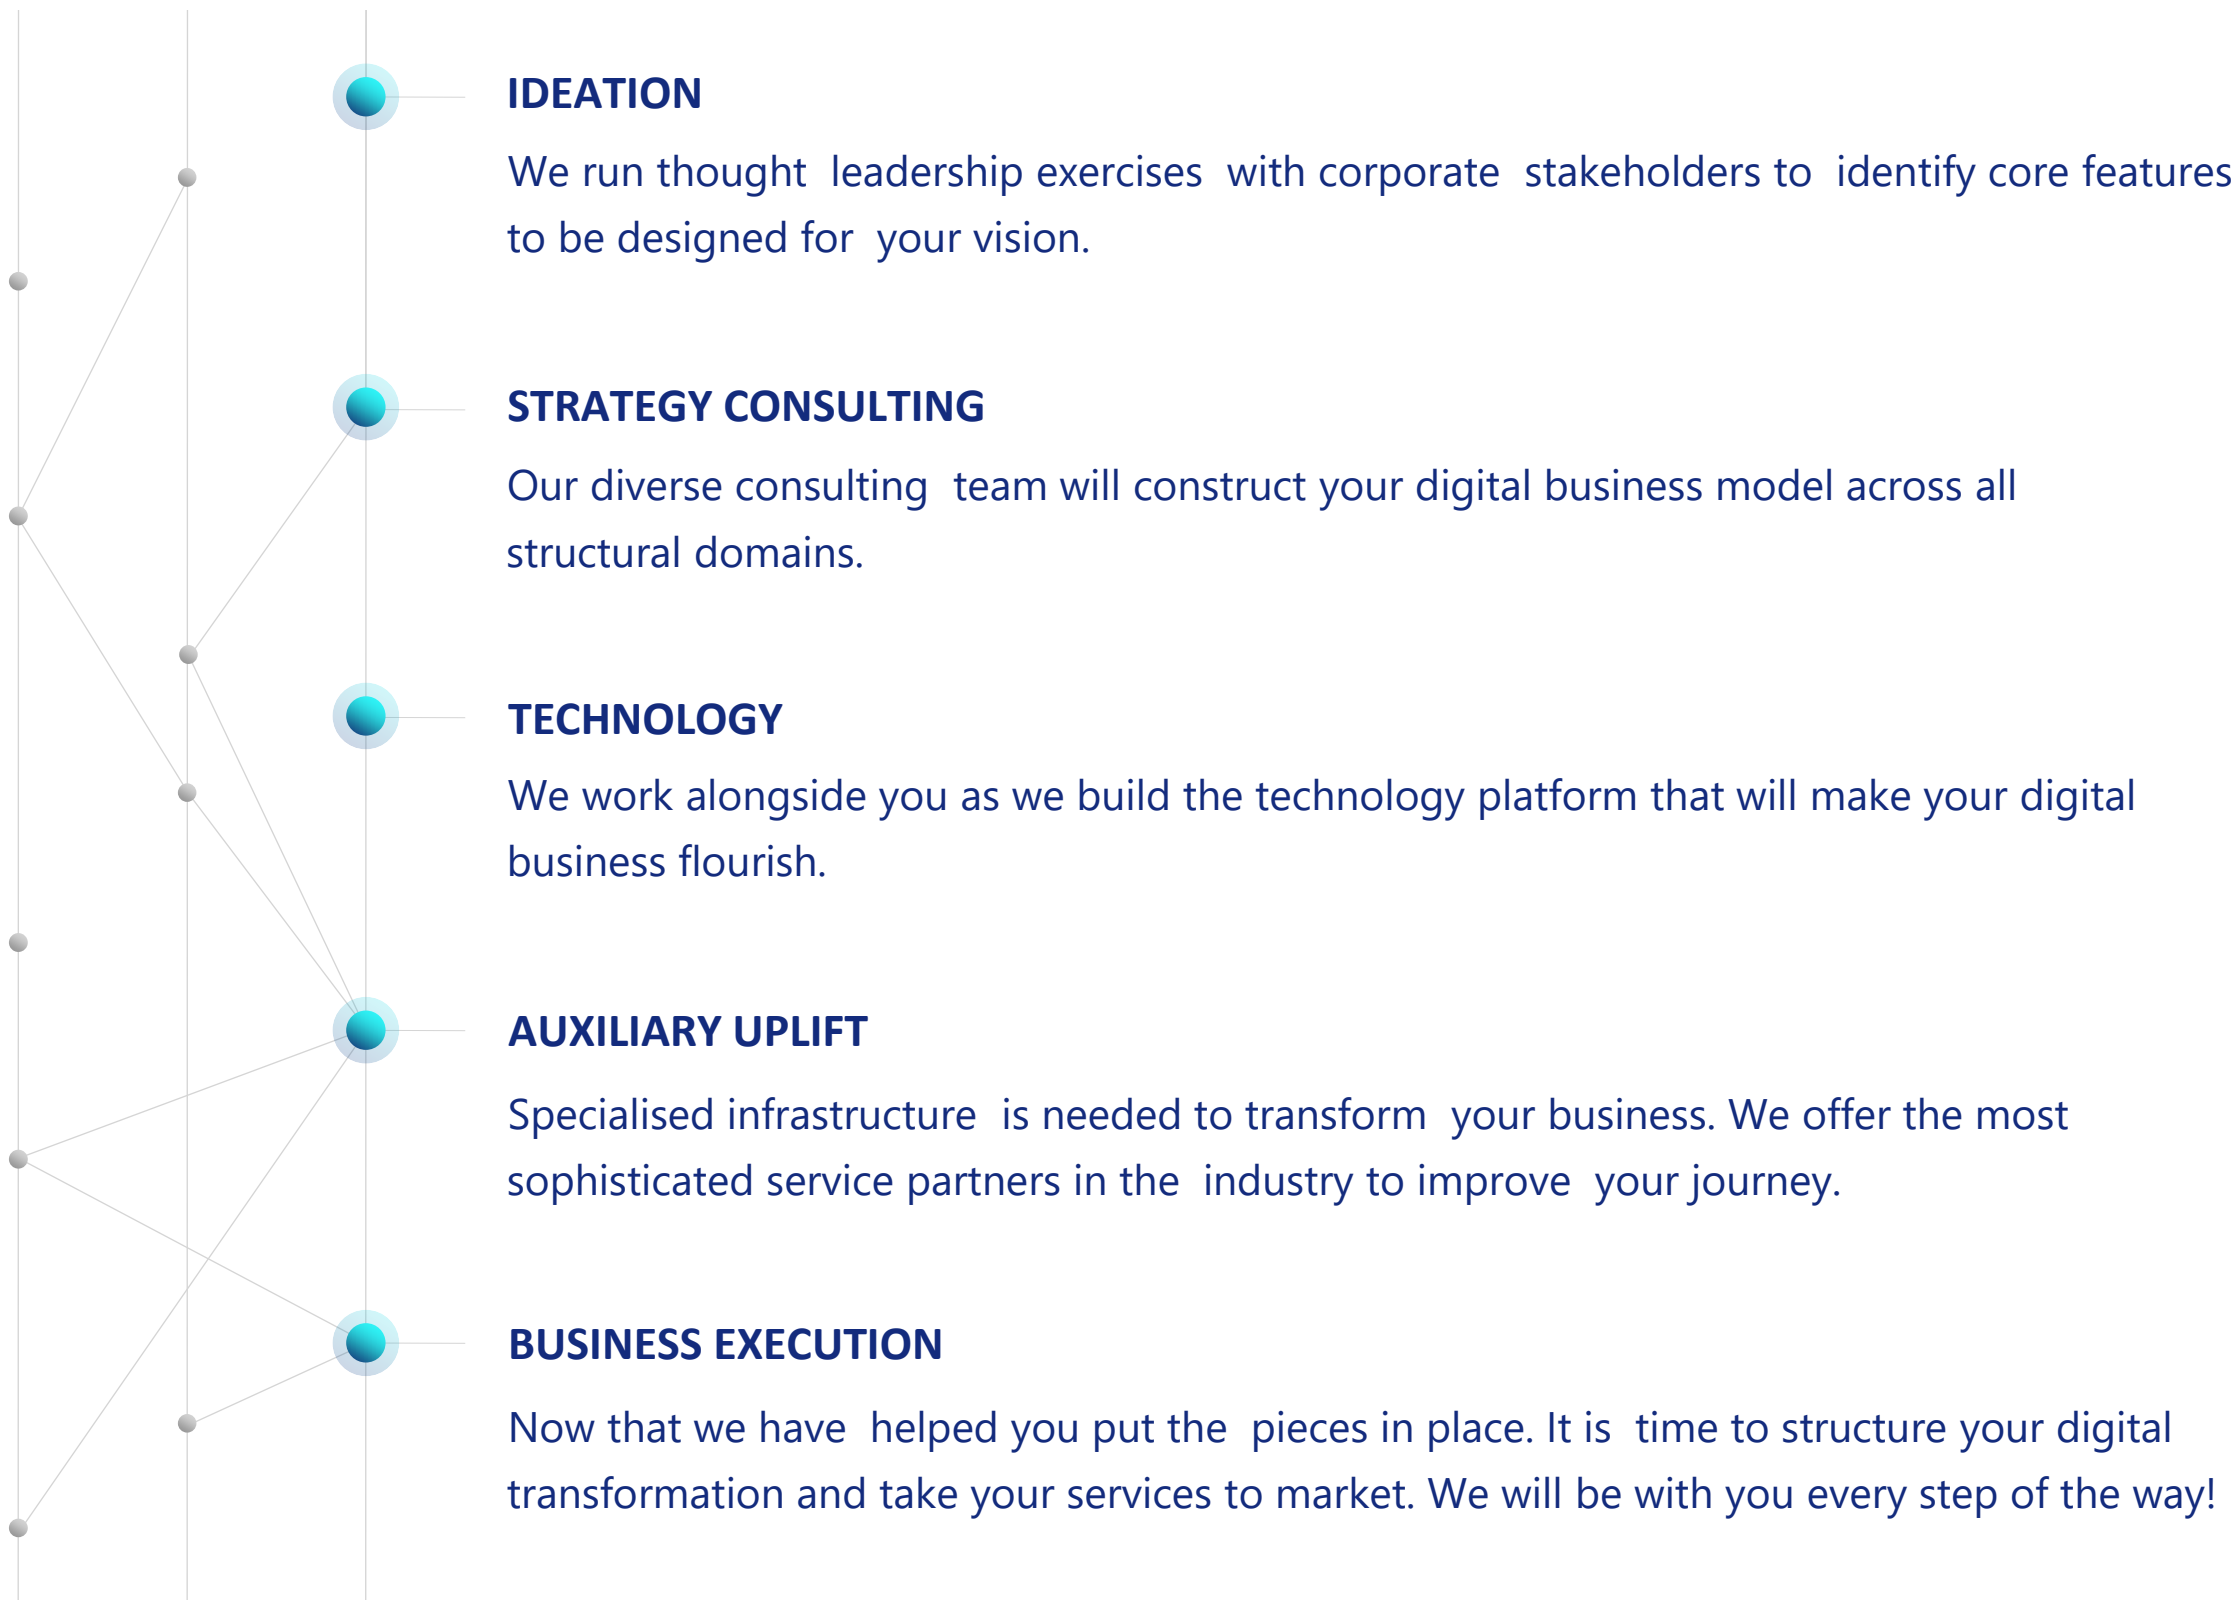 IDEATION
We run thought leadership exercises with corporate stakeholders to identify core features
to be designed for your vision.
STRATEGY CONSULTING
Our diverse consulting team will construct your digital business model across all
structural domains.
TECHNOLOGY
We work alongside you as we build the technology platform that will make your digital
business flourish.
AUXILIARY UPLIFT
Specialised infrastructure is needed to transform your business. We offer the most
sophisticated service partners in the industry to improve your journey.
BUSINESS EXECUTION
Now that we have helped you put the pieces in place. It is time to structure your digital
transformation and take your services to market. We will be with you every step of the way!